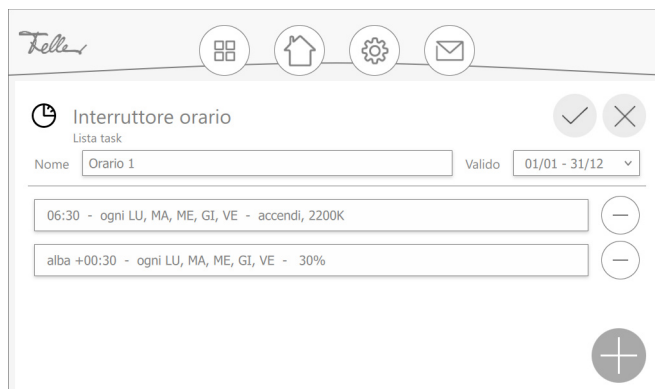 Feller
Interruttore orario
Lista task
Nome Orario 1 Valido 01/01 - 31/12
06:30 - ogni LU, MA, ME, GI, VE - accendi, 2200K
alba +00:30 - ogni LU, MA, ME, GI, VE - 30%